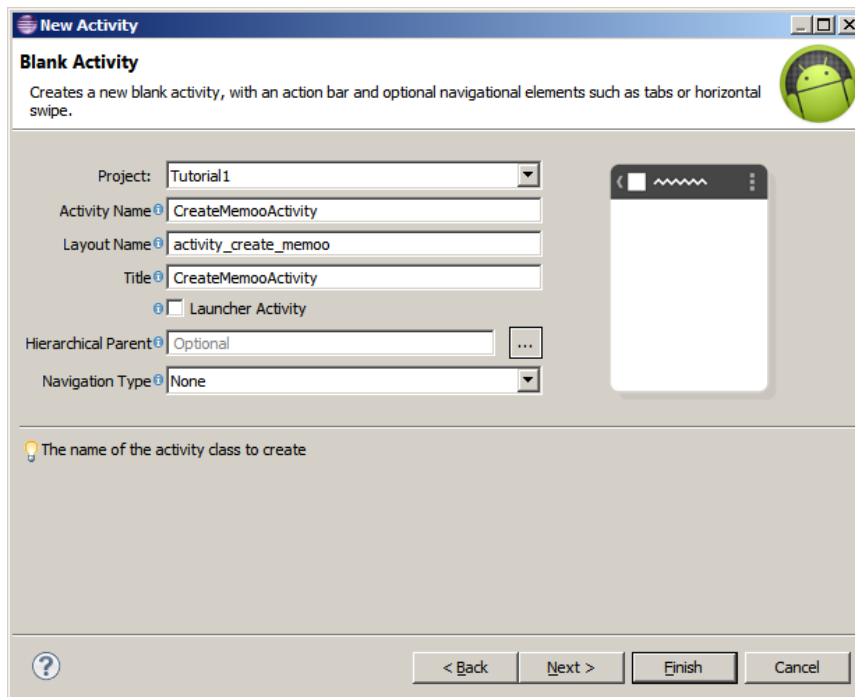 New Activity
Blank Activity
Creates a new blank activity, with an action bar and optional navigational elements such as tabs or horizontal
swipe.
Project: Tutorial1
Activity Name CreateMemooActivity
Layout Name activity_create_memoo
Title CreateMemooActivity
Launcher Activity
Hierarchical Parent Optional ...
Navigation Type None
The name of the activity class to create
? < Back Next > Finish Cancel